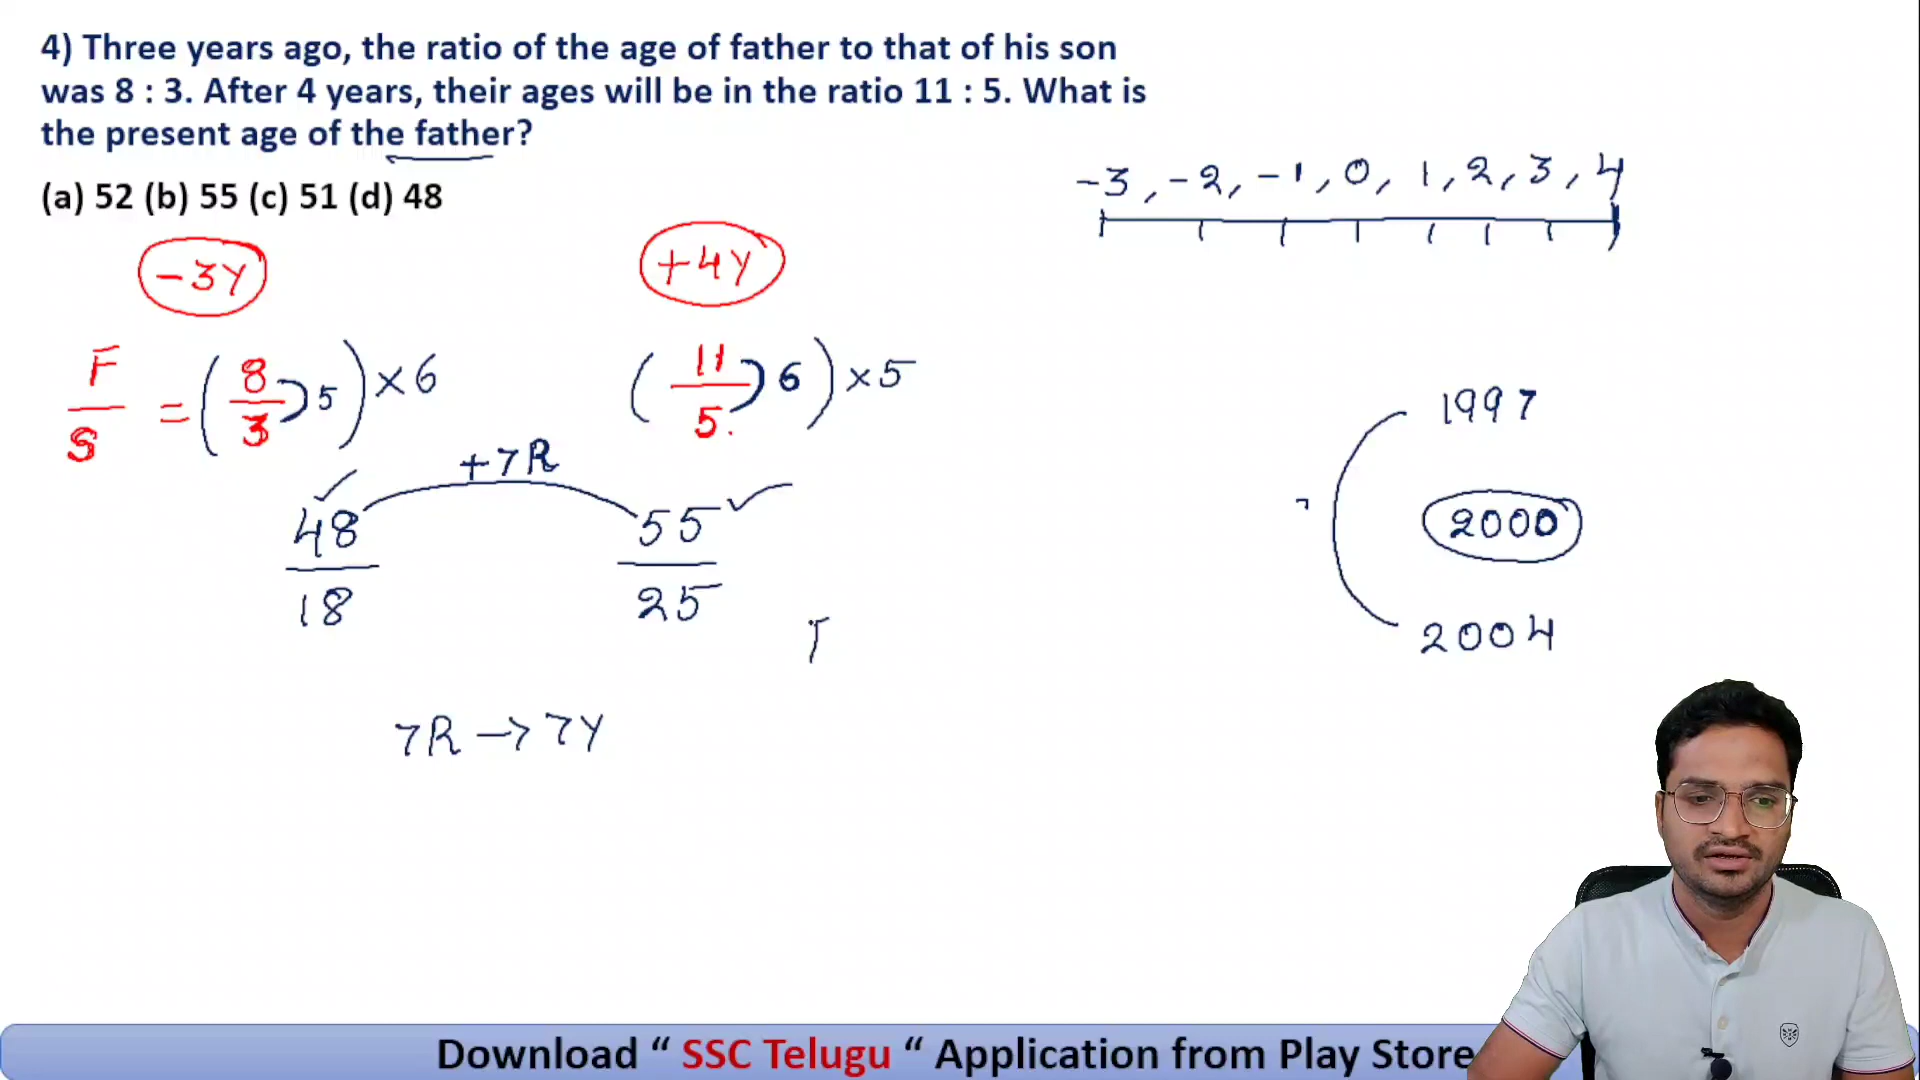 4) Three years ago, the ratio of the age of father to that of his son
was 8 : 3. After 4 years, their ages will be in the ratio 11 : 5. What is
the present age of the father?
(a) 52 (b) 55 (c) 51 (d) 48
-3, -2, -1, 0, 1, 2, 3, 4
-3Y
+4Y
F/S = (8/3)5)×6
(11/5.)6)×5
+7R
48/18
55/25
7R → 7Y
1997
2000
2004
Download “ SSC Telugu “ Application from Play Store